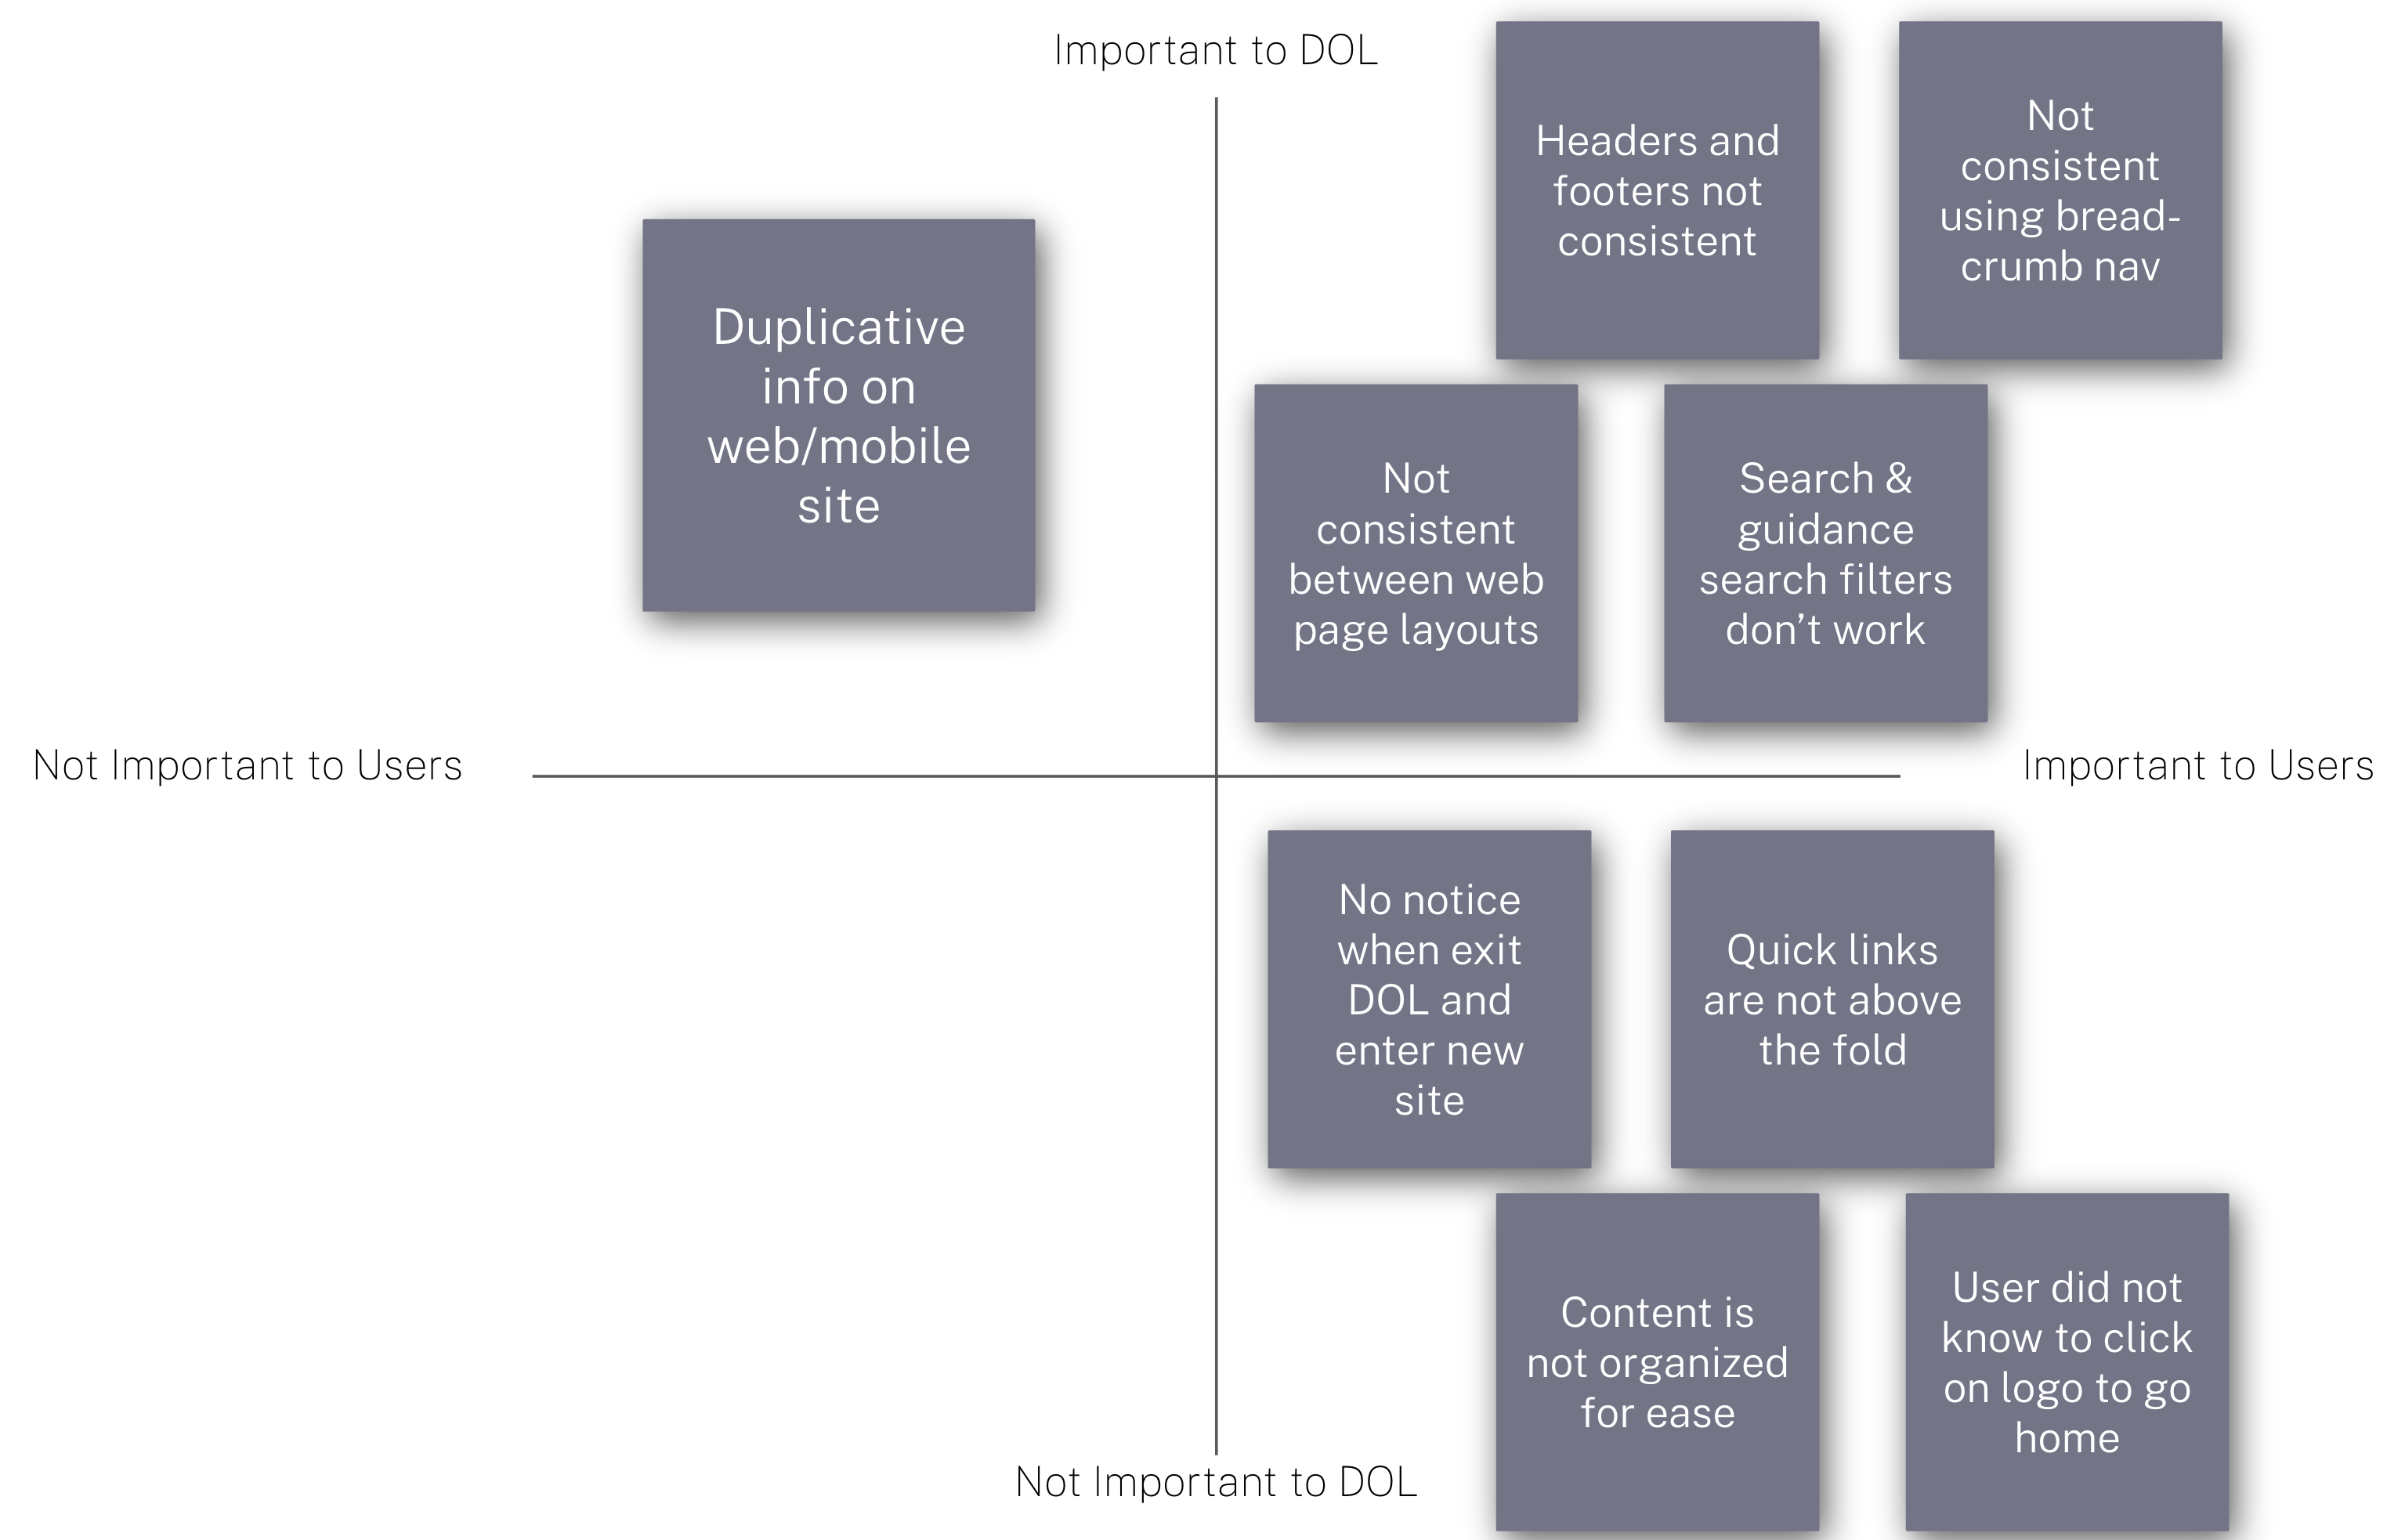 Important to DOL
Headers and
footers not
consistent
Not
consistent
using bread-
crumb nav
Duplicative
info on
web/mobile
site
Not
consistent
between web
page layouts
Search &
guidance
search filters
don’t work
Not Important to Users
Important to Users
No notice
when exit
DOL and
enter new
site
Quick links
are not above
the fold
Content is
not organized
for ease
User did not
know to click
on logo to go
home
Not Important to DOL